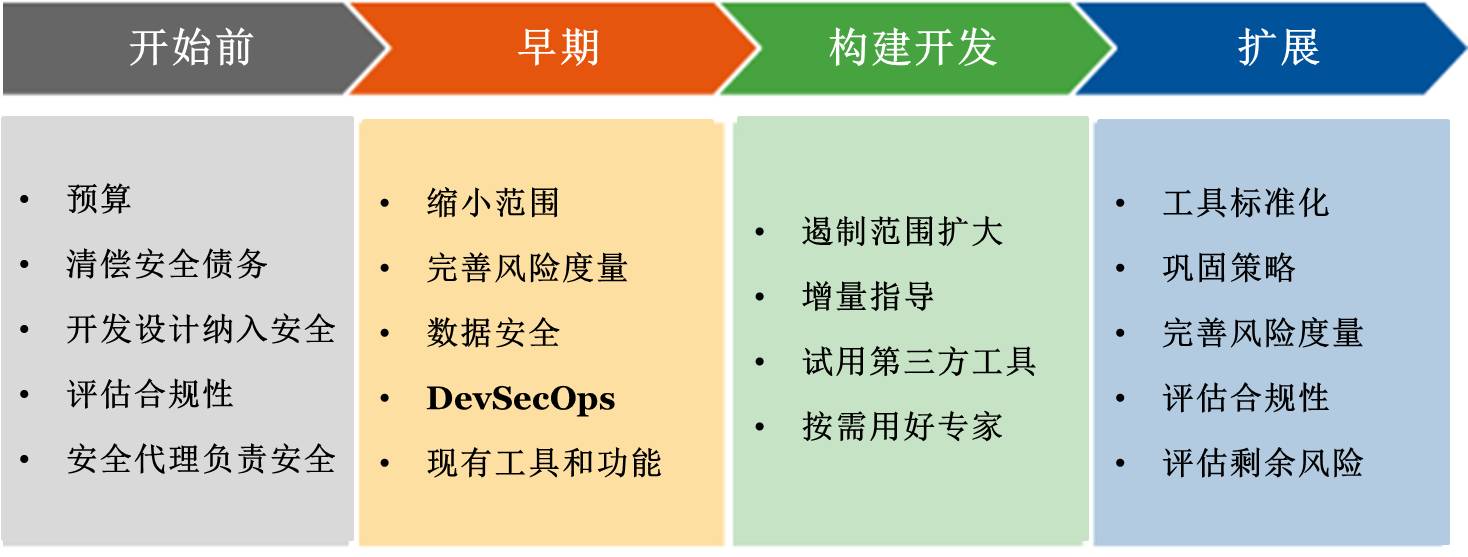 开始前
早期
构建开发
扩展
• 预算
• 清偿安全债务
• 开发设计纳入安全
• 评估合规性
• 安全代理负责安全
• 缩小范围
• 完善风险度量
• 数据安全
• DevSecOps
• 现有工具和功能
• 遏制范围扩大
• 增量指导
• 试用第三方工具
• 按需用好专家
• 工具标准化
• 巩固策略
• 完善风险度量
• 评估合规性
• 评估剩余风险